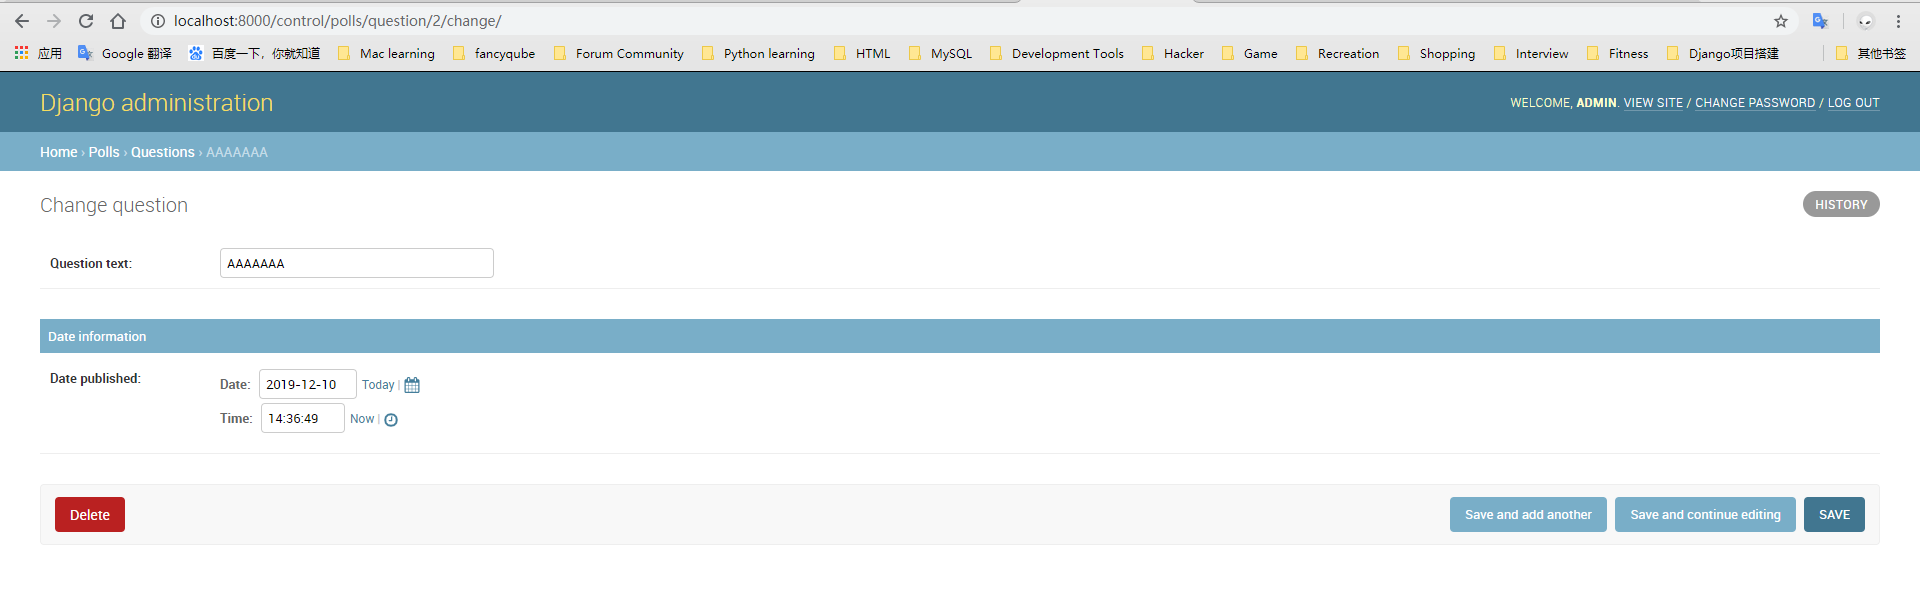 localhost:8000/control/polls/question/2/change/
应用 Google 翻译 百度一下，你就知道 Mac learning fancyqube Forum Community Python learning HTML MySQL Development Tools Hacker Game Recreation Shopping Interview Fitness Django项目搭建 其他书签
Django administration
WELCOME, ADMIN. VIEW SITE / CHANGE PASSWORD / LOG OUT
Home › Polls › Questions › AAAAAAA
Change question
HISTORY
Question text: AAAAAAA
Date information
Date published:
Date: 2019-12-10 Today |
Time: 14:36:49 Now |
Delete Save and add another Save and continue editing SAVE